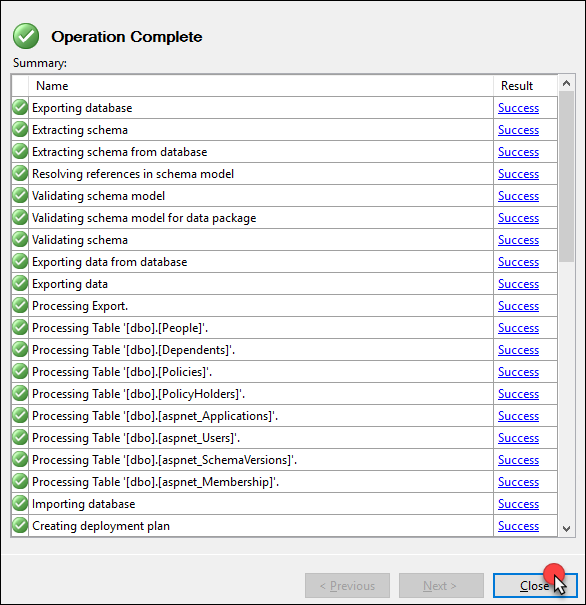 Operation Complete
Summary:
Name Result
Exporting database Success
Extracting schema Success
Extracting schema from database Success
Resolving references in schema model Success
Validating schema model Success
Validating schema model for data package Success
Validating schema Success
Exporting data from database Success
Exporting data Success
Processing Export. Success
Processing Table '[dbo].[People]'. Success
Processing Table '[dbo].[Dependents]'. Success
Processing Table '[dbo].[Policies]'. Success
Processing Table '[dbo].[PolicyHolders]'. Success
Processing Table '[dbo].[aspnet_Applications]'. Success
Processing Table '[dbo].[aspnet_Users]'. Success
Processing Table '[dbo].[aspnet_SchemaVersions]'. Success
Processing Table '[dbo].[aspnet_Membership]'. Success
Importing database Success
Creating deployment plan Success
< Previous Next > Close